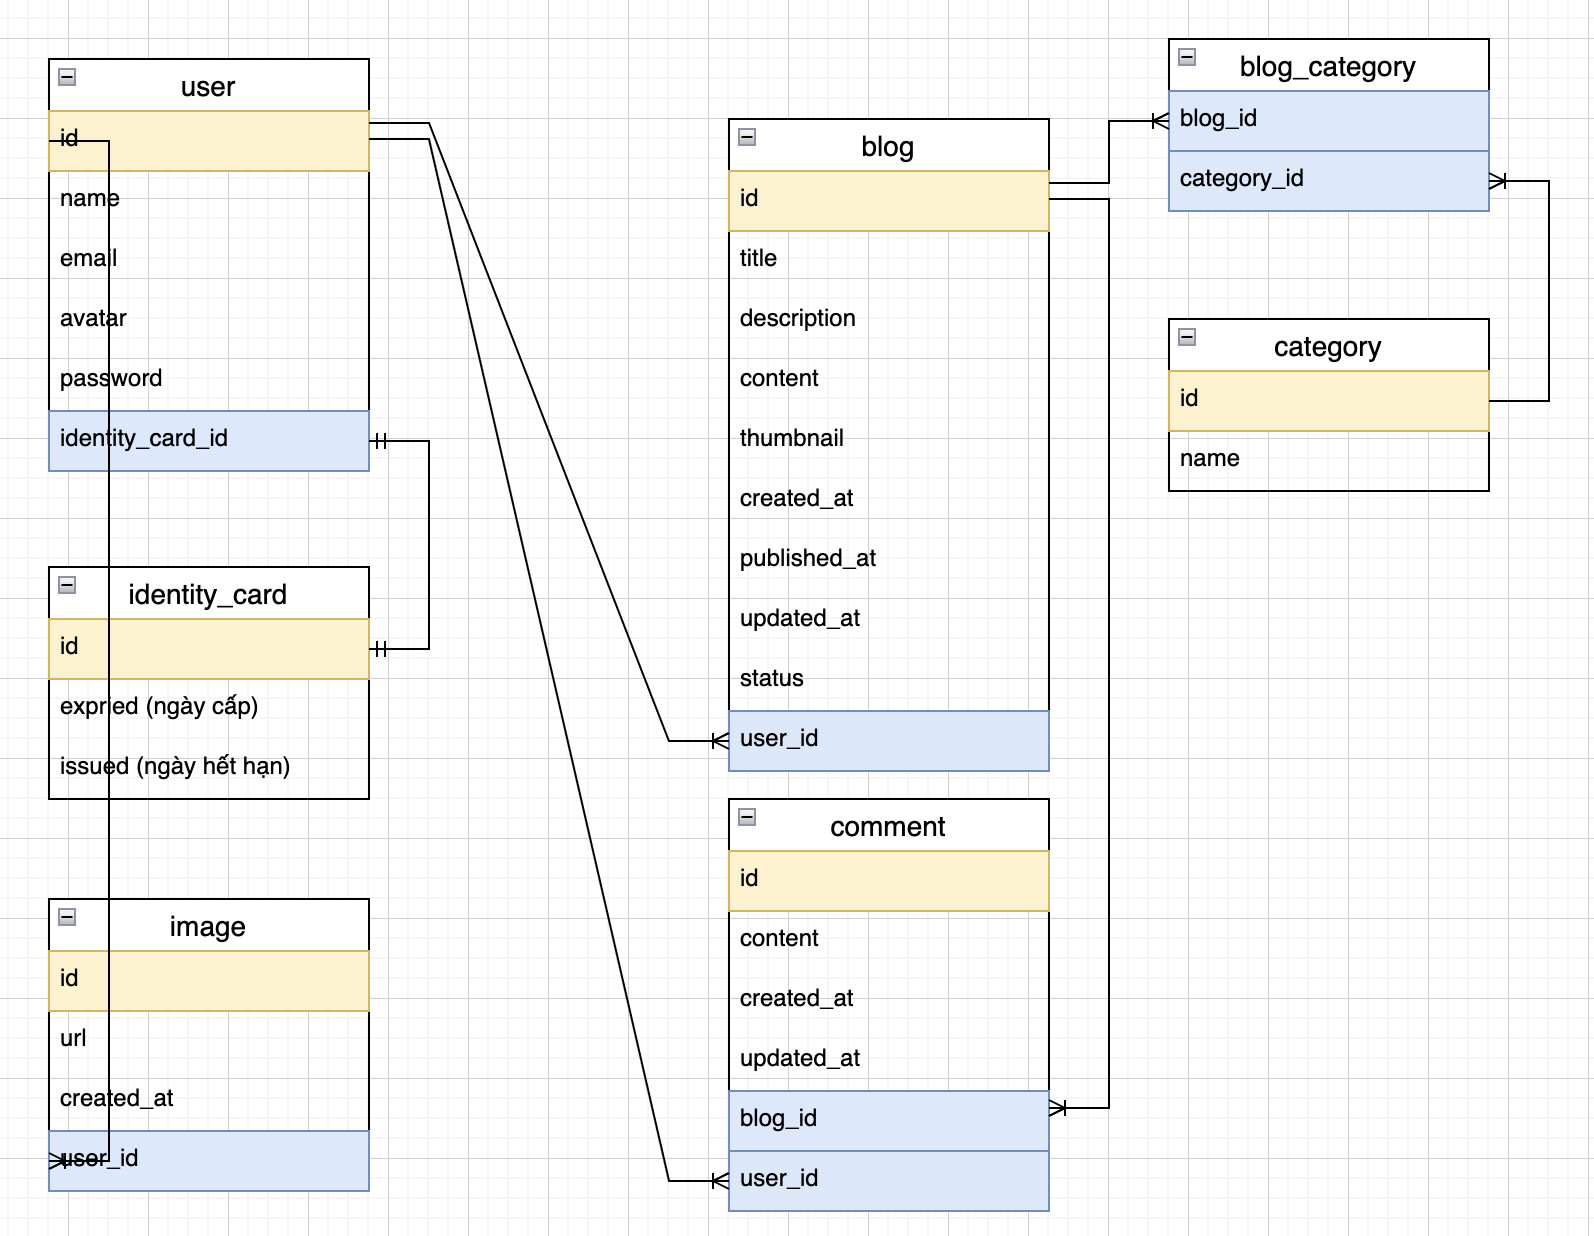 user
id
name
email
avatar
password
identity_card_id
identity_card
id
expried (ngày cấp)
issued (ngày hết hạn)
image
id
url
created_at
user_id
blog
id
title
description
content
thumbnail
created_at
published_at
updated_at
status
user_id
comment
id
content
created_at
updated_at
blog_id
user_id
blog_category
blog_id
category_id
category
id
name